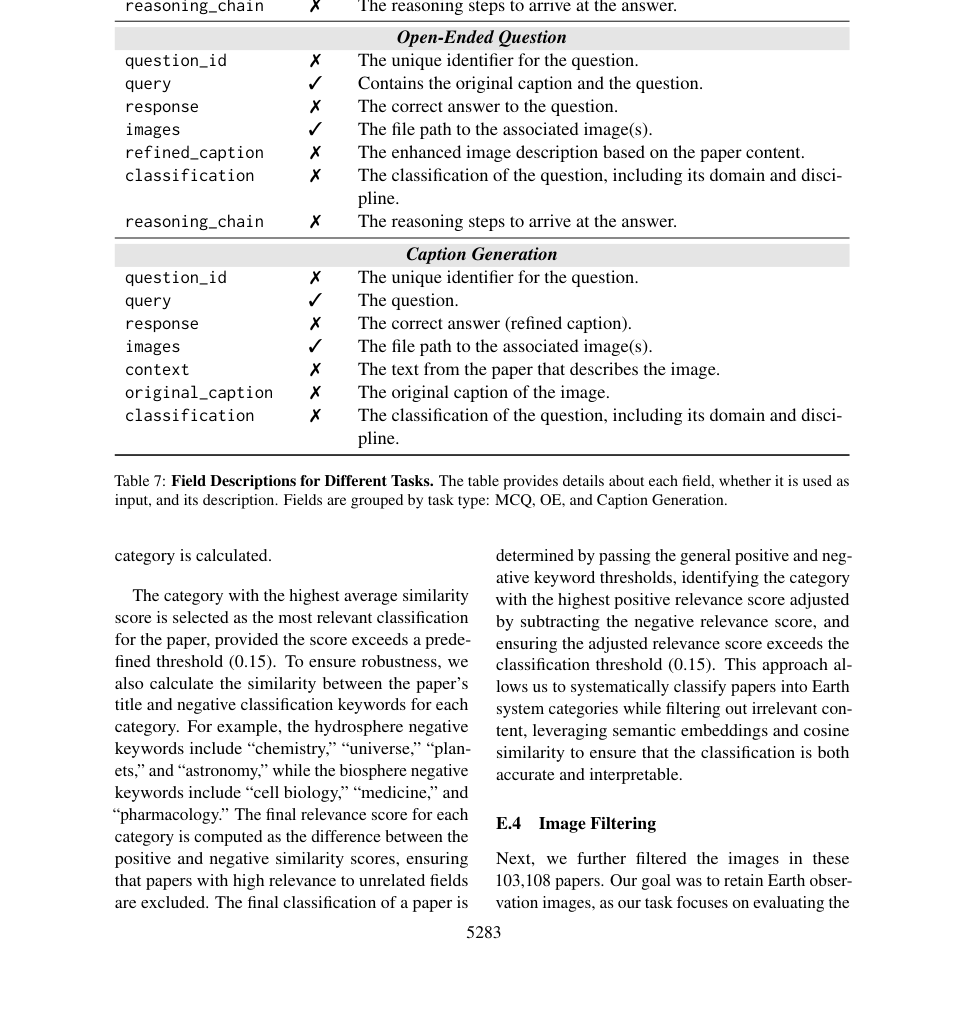 reasoning_chain ✗ The reasoning steps to arrive at the answer.
Open-Ended Question
question_id ✗ The unique identifier for the question.
query ✓ Contains the original caption and the question.
response ✗ The correct answer to the question.
images ✓ The file path to the associated image(s).
refined_caption ✗ The enhanced image description based on the paper content.
classification ✗ The classification of the question, including its domain and disci-
pline.
reasoning_chain ✗ The reasoning steps to arrive at the answer.
Caption Generation
question_id ✗ The unique identifier for the question.
query ✓ The question.
response ✗ The correct answer (refined caption).
images ✓ The file path to the associated image(s).
context ✗ The text from the paper that describes the image.
original_caption ✗ The original caption of the image.
classification ✗ The classification of the question, including its domain and disci-
pline.
Table 7: Field Descriptions for Different Tasks. The table provides details about each field, whether it is used as
input, and its description. Fields are grouped by task type: MCQ, OE, and Caption Generation.
category is calculated.
The category with the highest average similarity
score is selected as the most relevant classification
for the paper, provided the score exceeds a prede-
fined threshold (0.15). To ensure robustness, we
also calculate the similarity between the paper's
title and negative classification keywords for each
category. For example, the hydrosphere negative
keywords include “chemistry,” “universe,” “plan-
ets,” and “astronomy,” while the biosphere negative
keywords include “cell biology,” “medicine,” and
“pharmacology.” The final relevance score for each
category is computed as the difference between the
positive and negative similarity scores, ensuring
that papers with high relevance to unrelated fields
are excluded. The final classification of a paper is
determined by passing the general positive and neg-
ative keyword thresholds, identifying the category
with the highest positive relevance score adjusted
by subtracting the negative relevance score, and
ensuring the adjusted relevance score exceeds the
classification threshold (0.15). This approach al-
lows us to systematically classify papers into Earth
system categories while filtering out irrelevant con-
tent, leveraging semantic embeddings and cosine
similarity to ensure that the classification is both
accurate and interpretable.
E.4 Image Filtering
Next, we further filtered the images in these
103,108 papers. Our goal was to retain Earth obser-
vation images, as our task focuses on evaluating the
5283